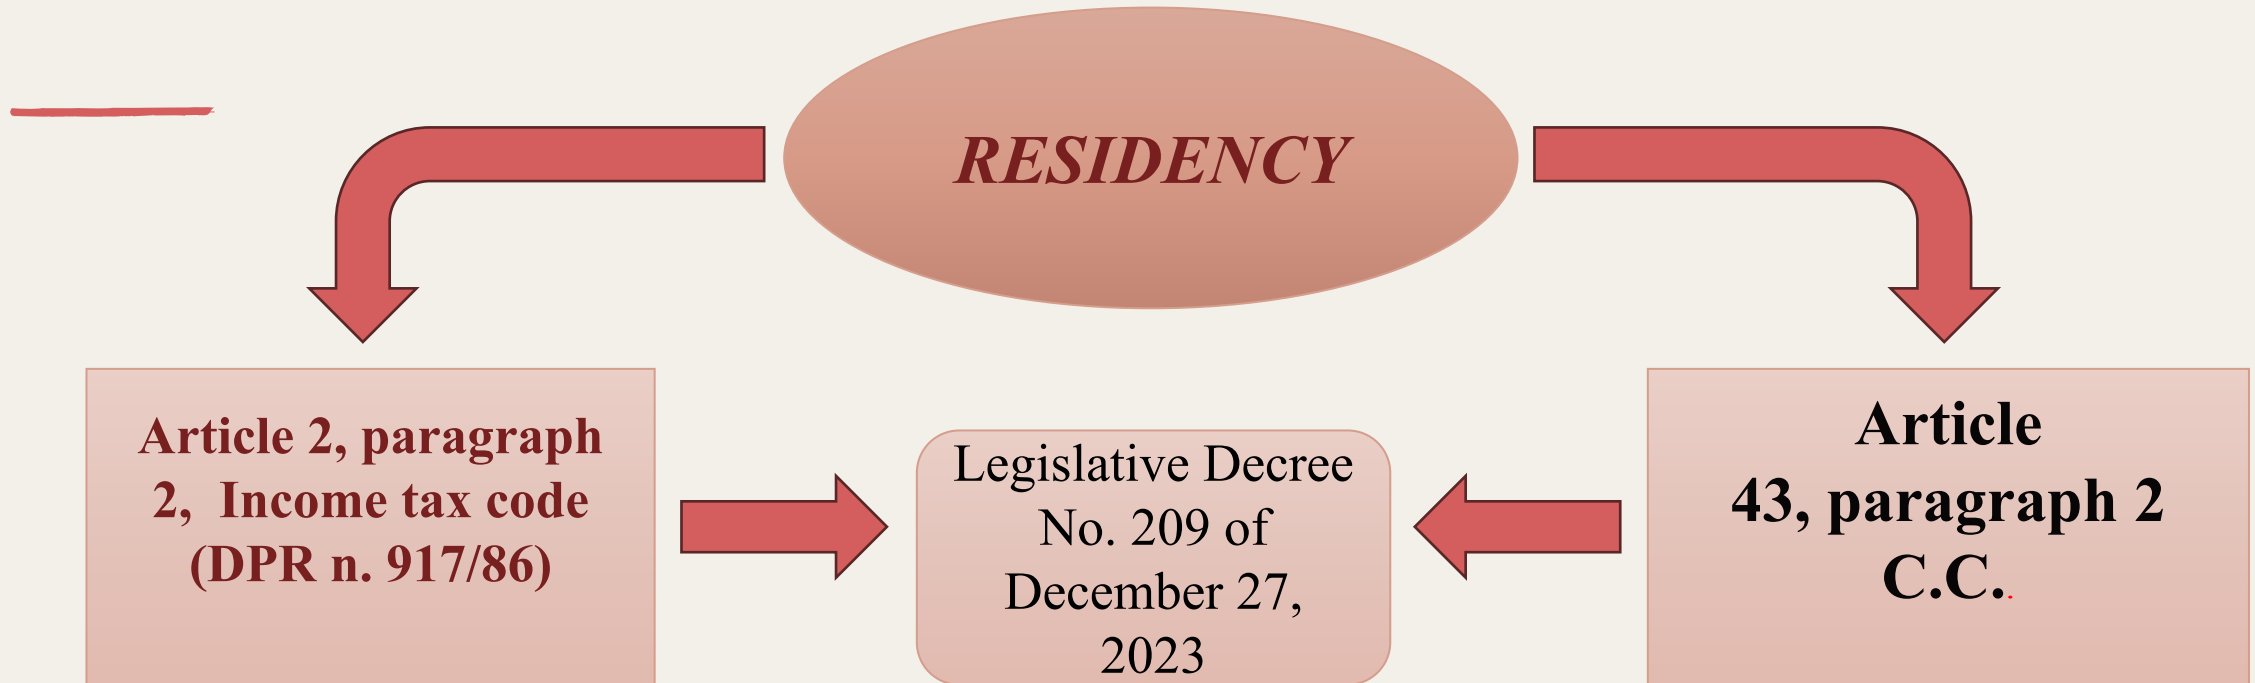 RESIDENCY
Article 2, paragraph
2, Income tax code
(DPR n. 917/86)
Legislative Decree
No. 209 of
December 27,
2023
Article
43, paragraph 2
C.C..